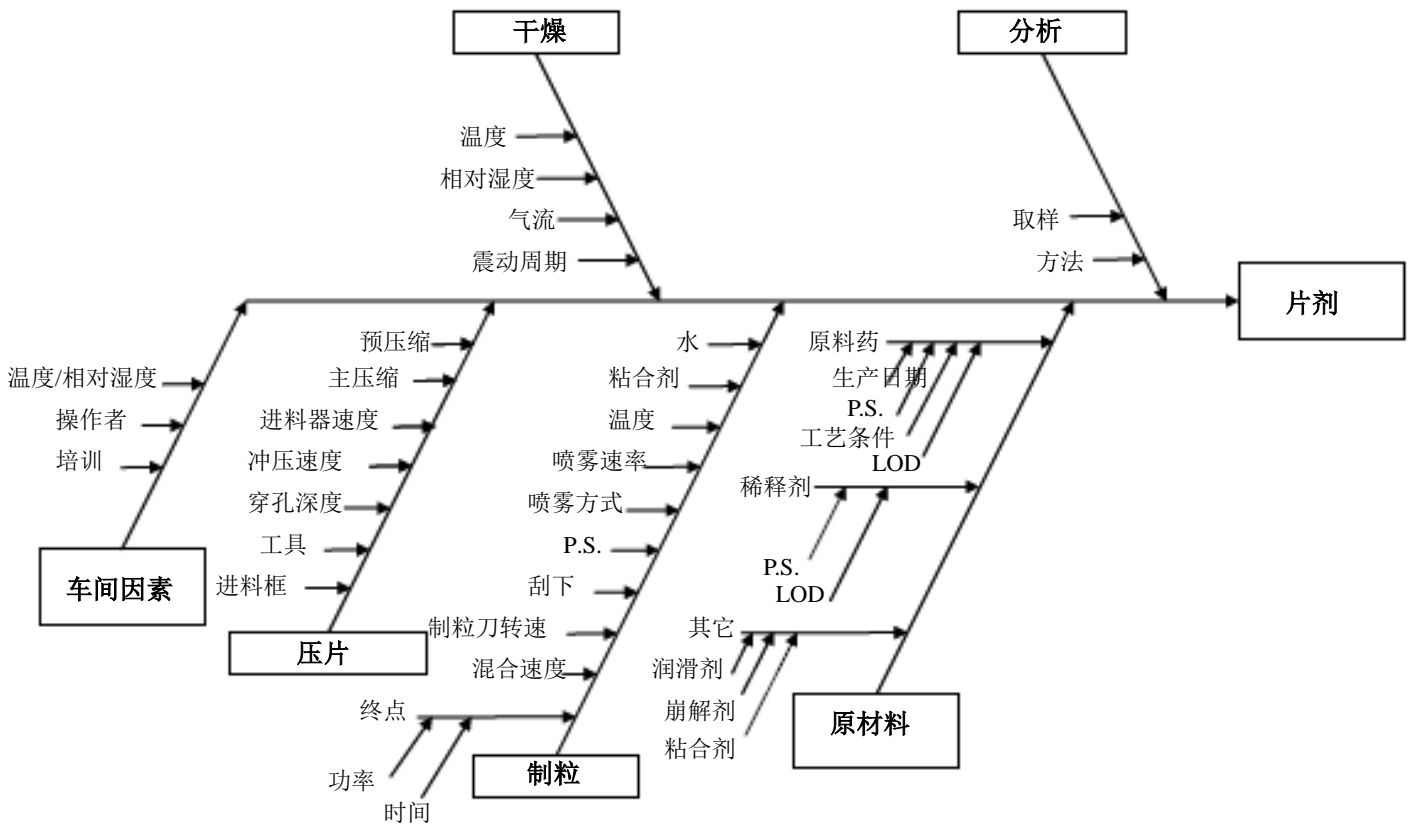 干燥
分析
温度
相对湿度
气流
震动周期
取样
方法
片剂
温度/相对湿度
操作者
培训
车间因素
预压缩
主压缩
进料器速度
冲压速度
穿孔深度
工具
进料框
压片
水
粘合剂
温度
喷雾速率
喷雾方式
P.S.
刮下
制粒刀转速
混合速度
终点
功率
时间
制粒
原料药
生产日期
P.S.
工艺条件
LOD
稀释剂
P.S.
LOD
其它
润滑剂
崩解剂
粘合剂
原材料